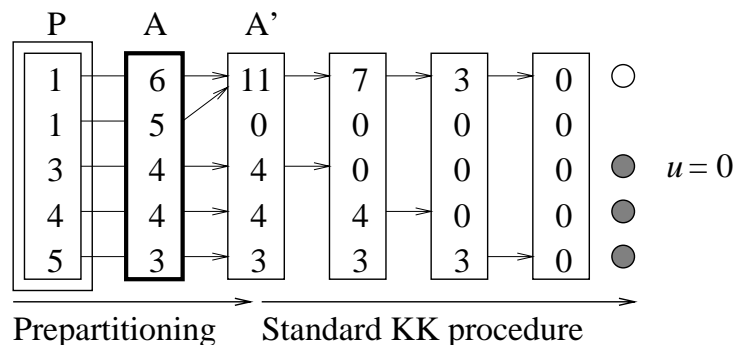 P A A’
1 6 11 7 3 0
1 5 0 0 0 0
3 4 4 0 0 0 u = 0
4 4 4 4 0 0
5 3 3 3 3 0
Prepartitioning Standard KK procedure